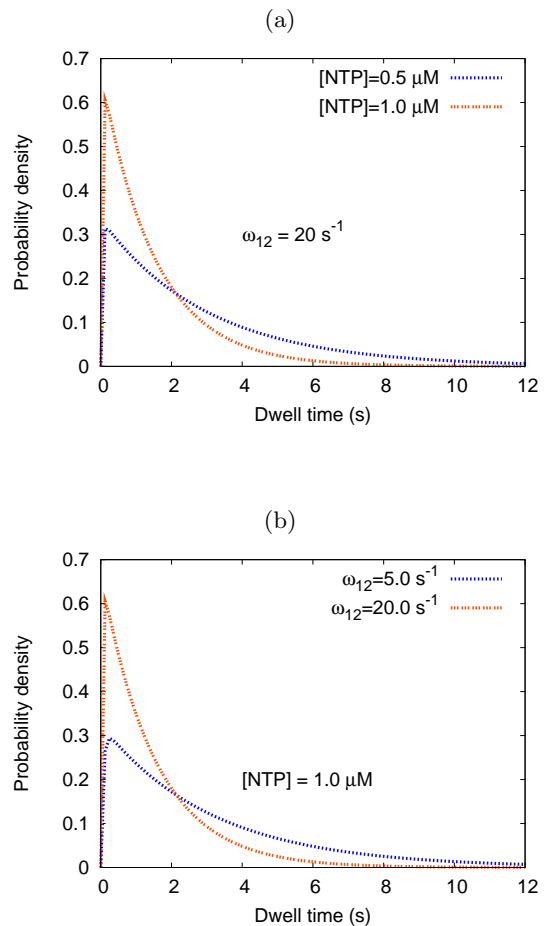 (a)
0.7
0.6
0.5
0.4
0.3
0.2
0.1
0
Probability density
[NTP]=0.5 μM
[NTP]=1.0 μM
ω12 = 20 s-1
0 2 4 6 8 10 12
Dwell time (s)
(b)
0.7
0.6
0.5
0.4
0.3
0.2
0.1
0
Probability density
ω12=5.0 s-1
ω12=20.0 s-1
[NTP] = 1.0 μM
0 2 4 6 8 10 12
Dwell time (s)